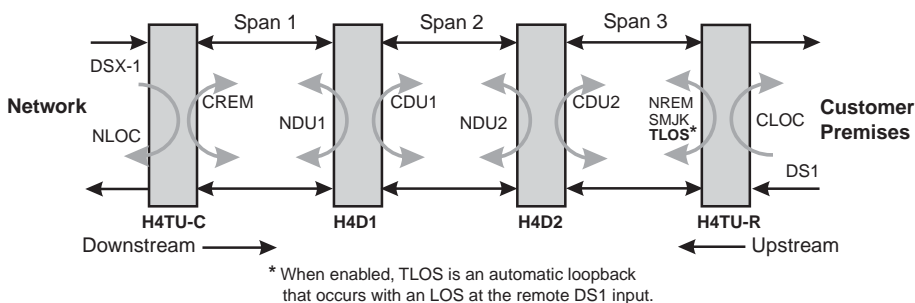 Span 1
Span 2
Span 3
DSX-1
Network
NLOC
CREM
NDU1
CDU1
NDU2
CDU2
NREM
SMJK
TLOS*
CLOC
Customer
Premises
DS1
H4TU-C
H4D1
H4D2
H4TU-R
Downstream
Upstream
* When enabled, TLOS is an automatic loopback
that occurs with an LOS at the remote DS1 input.